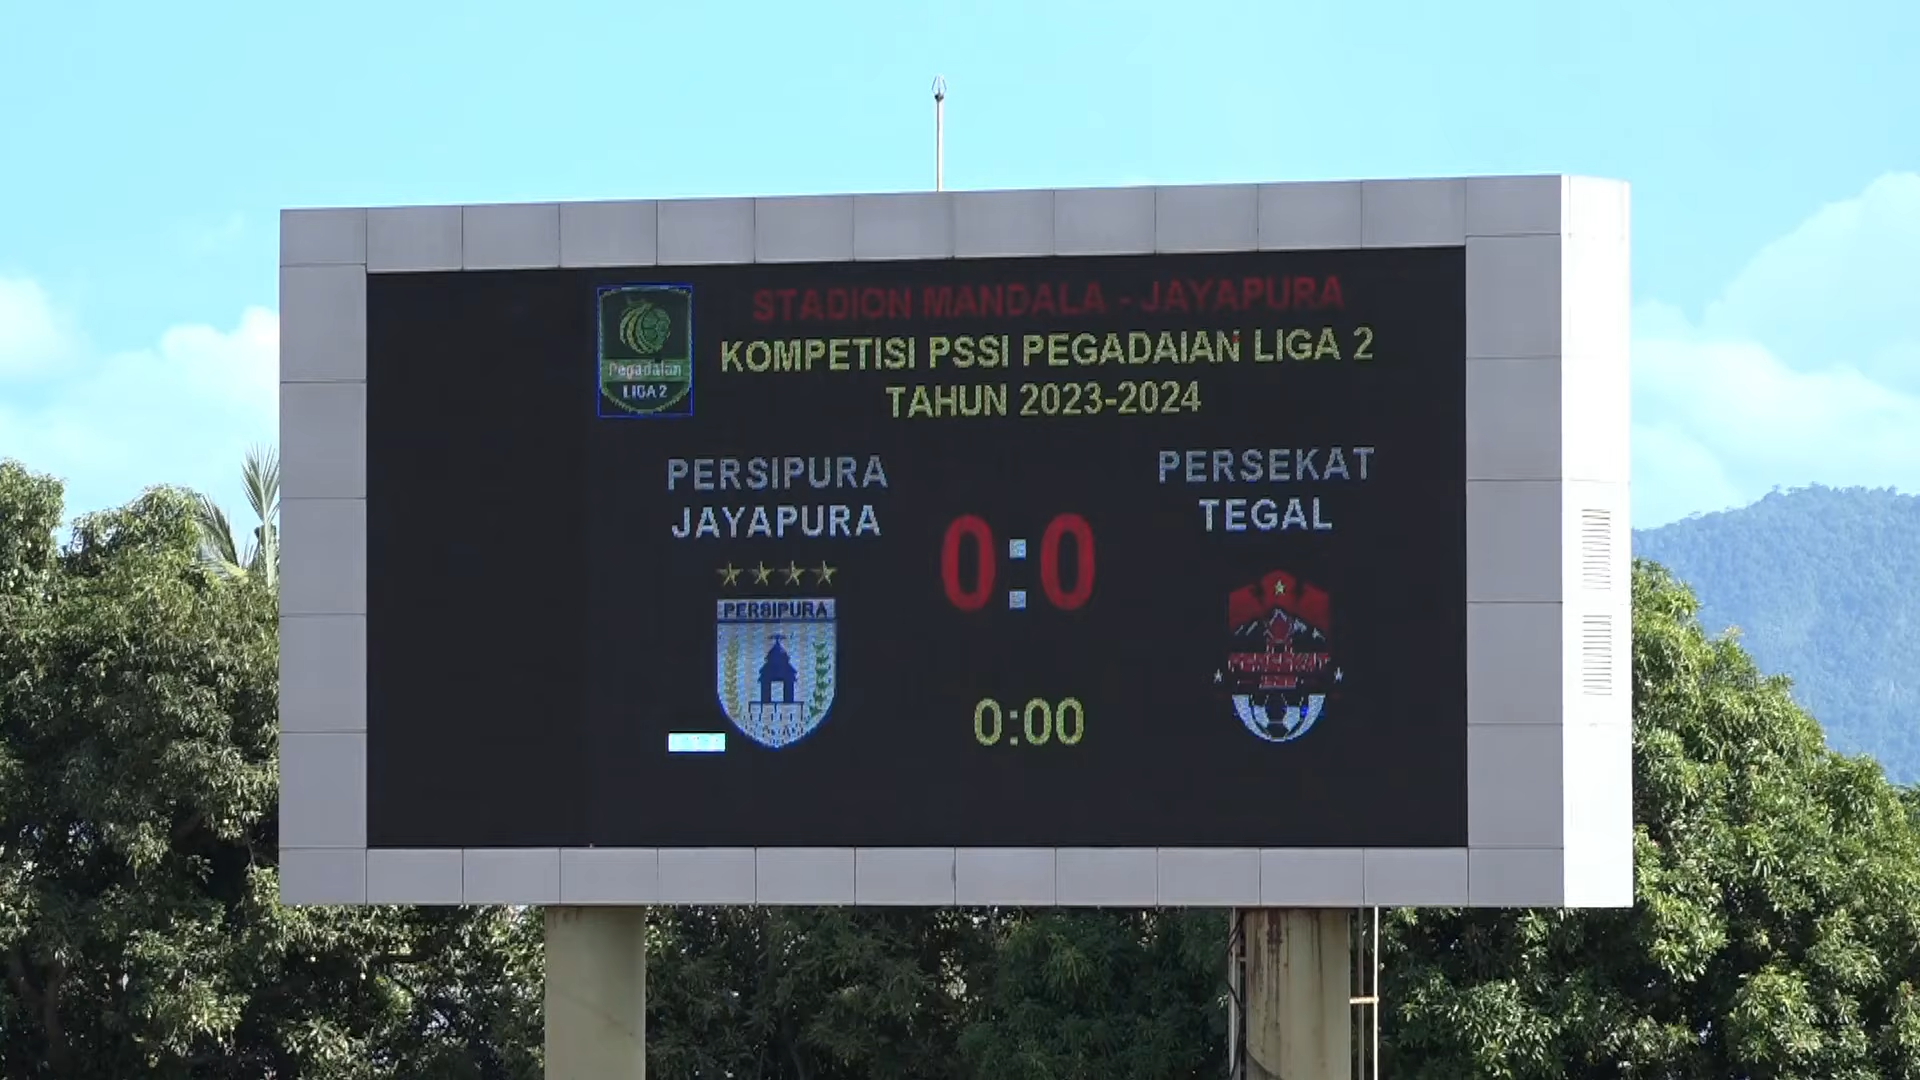 STADION MANDALA - JAYAPURA
KOMPETISI PSSI PEGADAIAN LIGA 2
TAHUN 2023-2024
Pegadaian
LIGA 2
PERSIPURA
JAYAPURA
PERSEKAT
TEGAL
0:0
PERSIPURA
PERSEKAT
0:00